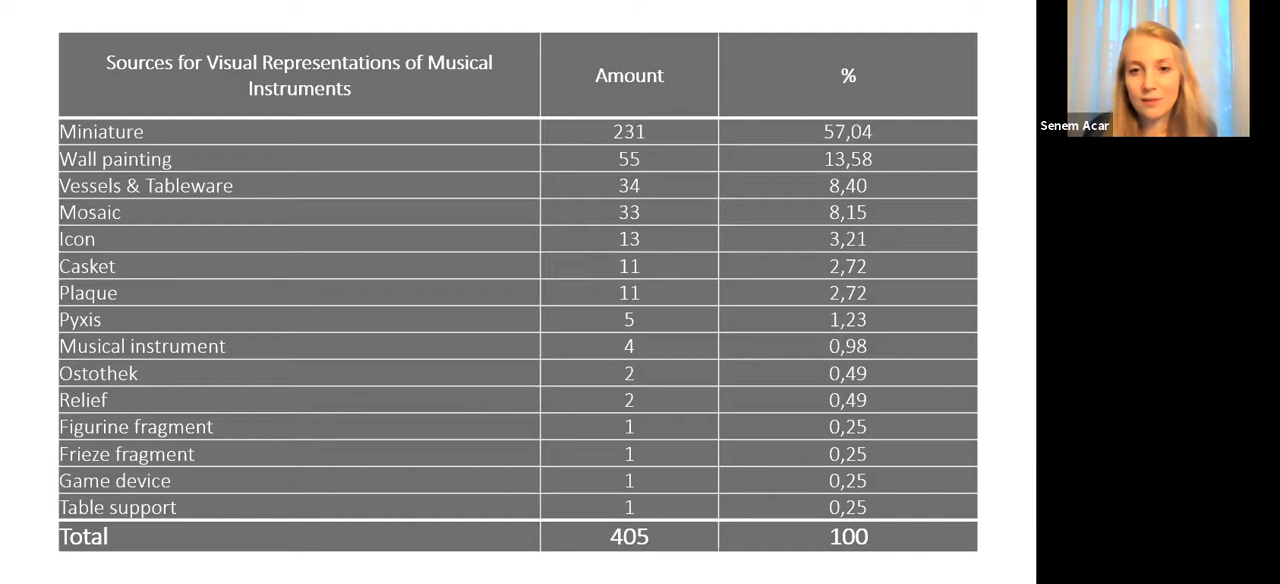 Sources for Visual Representations of Musical
Instruments
Amount
%
Miniature 231 57,04
Wall painting 55 13,58
Vessels & Tableware 34 8,40
Mosaic 33 8,15
Icon 13 3,21
Casket 11 2,72
Plaque 11 2,72
Pyxis 5 1,23
Musical instrument 4 0,98
Ostothek 2 0,49
Relief 2 0,49
Figurine fragment 1 0,25
Frieze fragment 1 0,25
Game device 1 0,25
Table support 1 0,25
Total 405 100
Senem Acar